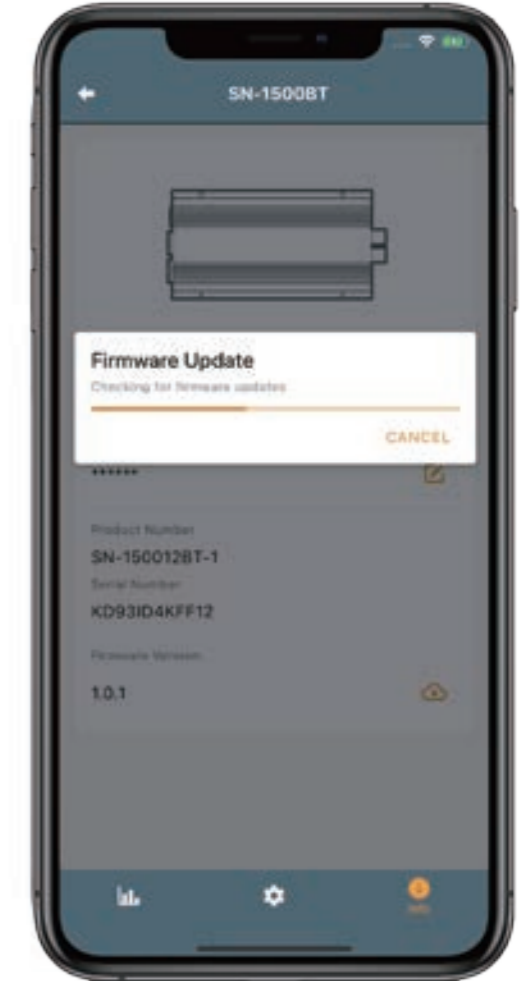 SN-1500BT
Firmware Update
Checking for firmware updates
CANCEL
******
Product Number
SN-150012BT-1
Serial Number
KD93ID4KFF12
Firmware Version
1.0.1
Info